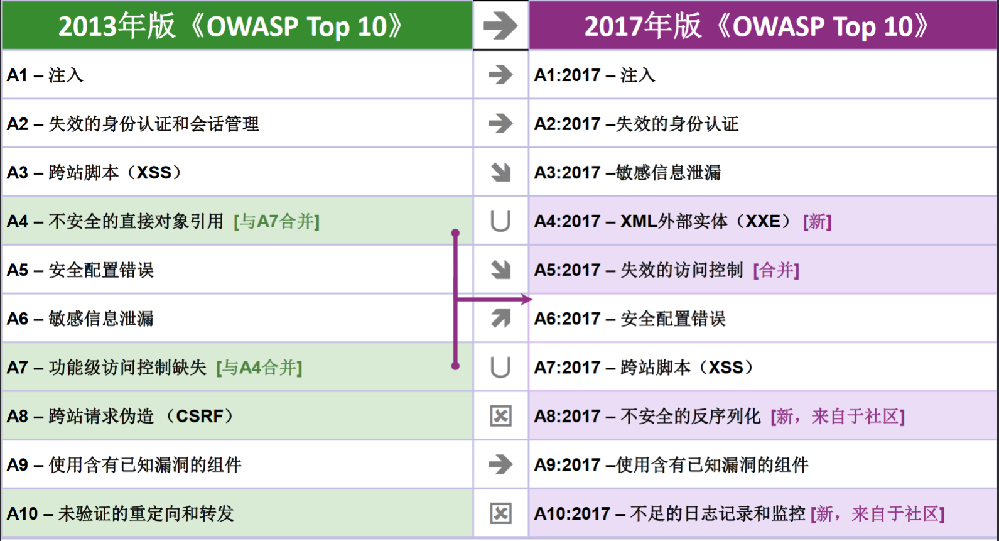 2013年版《OWASP Top 10》 2017年版《OWASP Top 10》
A1 – 注入 A1:2017 – 注入
A2 – 失效的身份认证和会话管理 A2:2017 –失效的身份认证
A3 – 跨站脚本（XSS） A3:2017 –敏感信息泄漏
A4 – 不安全的直接对象引用 [与A7合并] A4:2017 – XML外部实体（XXE） [新]
A5 – 安全配置错误 A5:2017 – 失效的访问控制 [合并]
A6 – 敏感信息泄漏 A6:2017 – 安全配置错误
A7 – 功能级访问控制缺失 [与A4合并] A7:2017 – 跨站脚本（XSS）
A8 – 跨站请求伪造 （CSRF） A8:2017 – 不安全的反序列化 [新，来自于社区]
A9 – 使用含有已知漏洞的组件 A9:2017 –使用含有已知漏洞的组件
A10 – 未验证的重定向和转发 A10:2017 – 不足的日志记录和监控 [新，来自于社区]